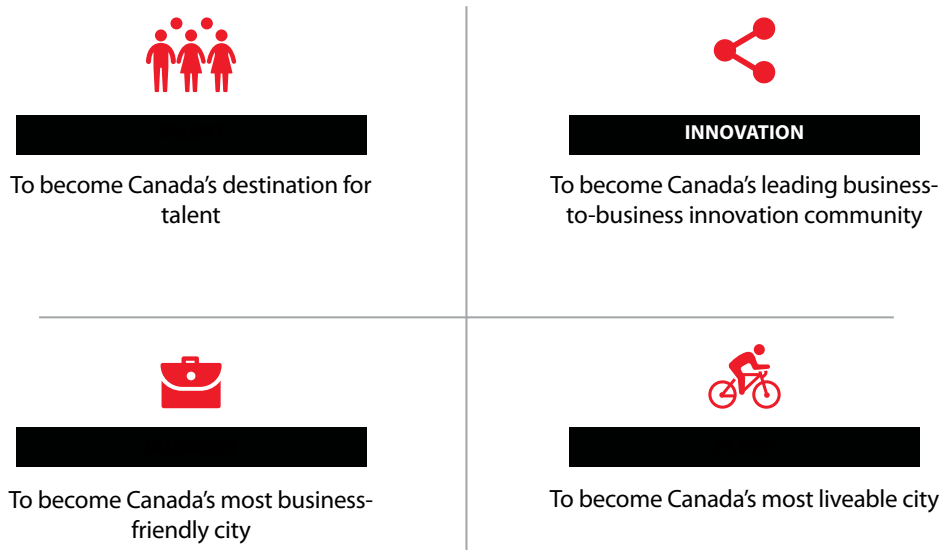 To become Canada’s destination for
talent
INNOVATION
To become Canada’s leading business-
to-business innovation community
To become Canada’s most business-
friendly city
To become Canada’s most liveable city